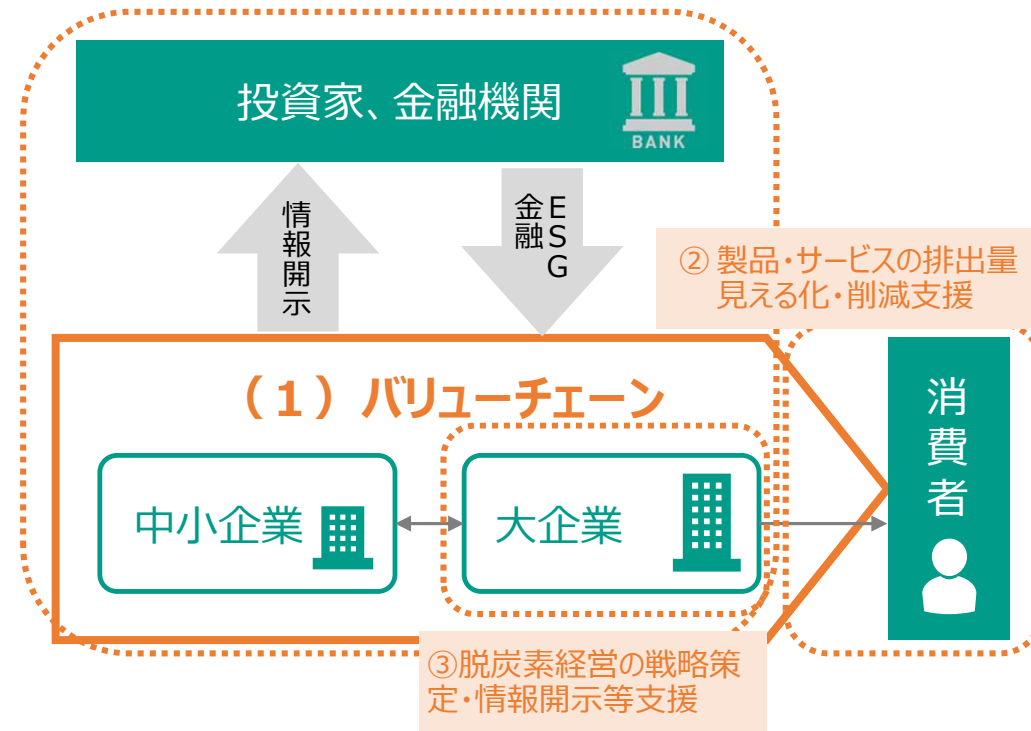 投資家、金融機関
BANK
情報開示
ESG
金融
② 製品・サービスの排出量
見える化・削減支援
（１）バリューチェーン
中小企業
大企業
消費者
③脱炭素経営の戦略策
定・情報開示等支援